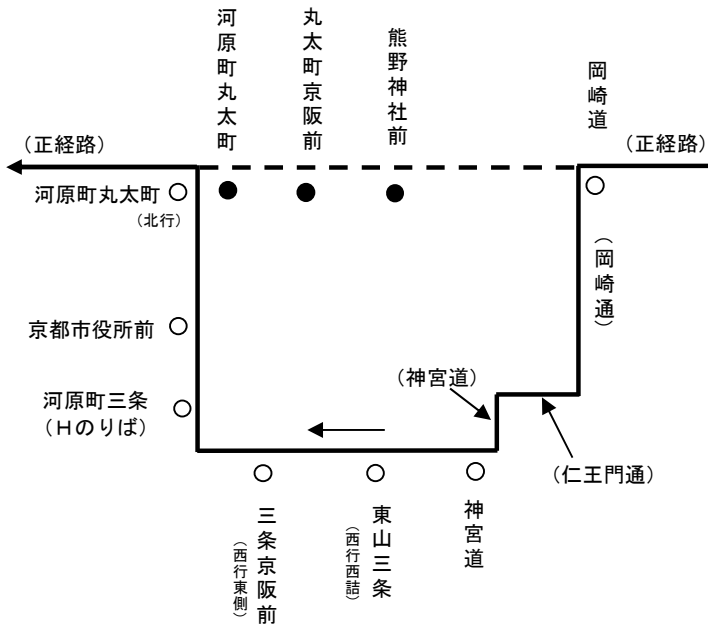 河原町丸太町
丸太町京阪前
熊野神社前
岡崎道
（正経路）
（正経路）
河原町丸太町
（北行）
（岡崎通）
京都市役所前
（神宮道）
河原町三条
（Ｈのりば）
（仁王門通）
三条京阪前
（西行東側）
東山三条
（西行西詰）
神宮道